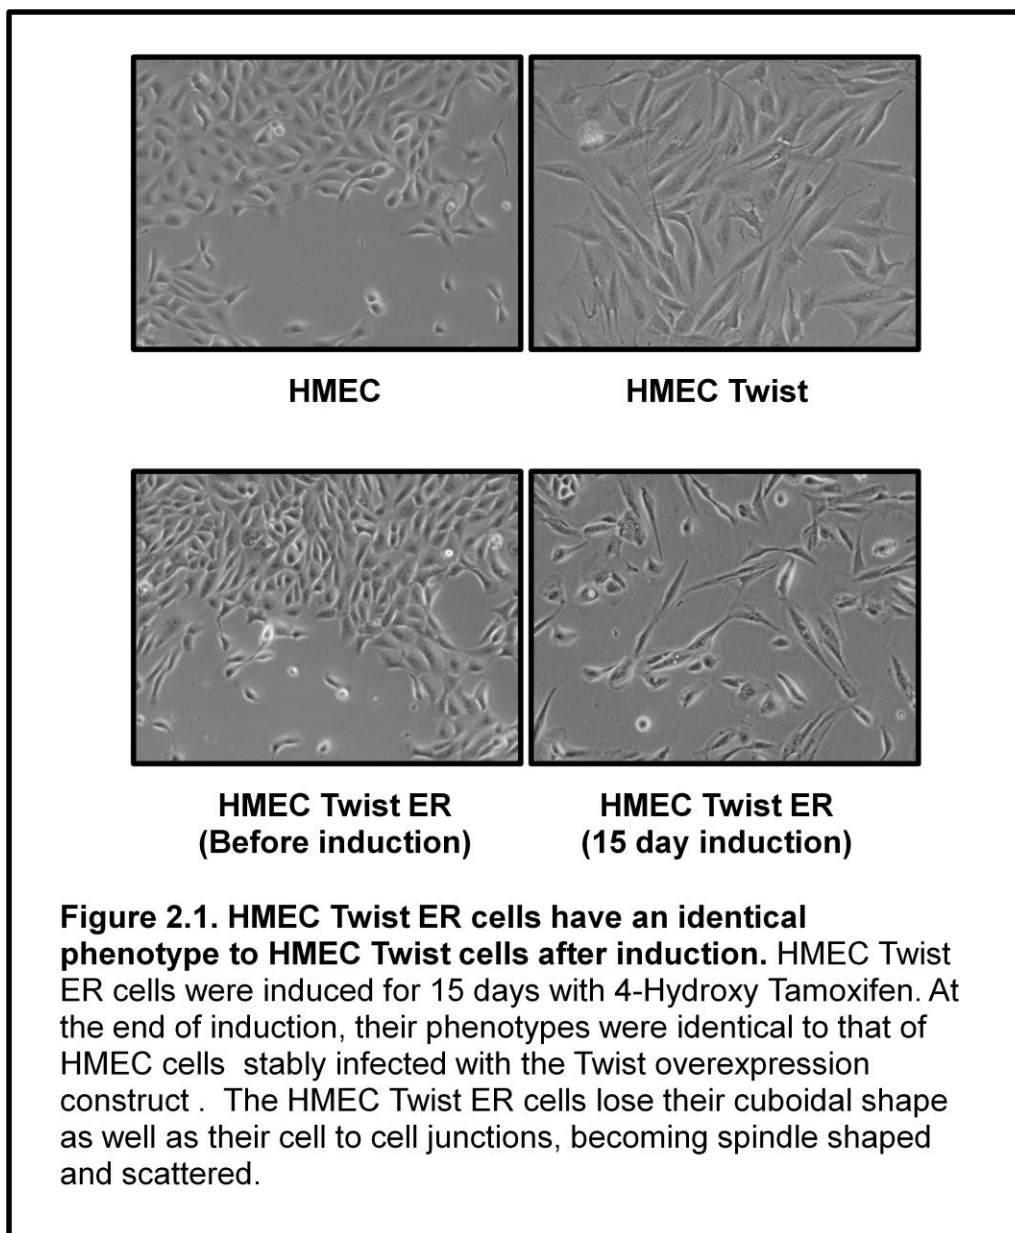 HMEC
HMEC Twist
HMEC Twist ER
(Before induction)
HMEC Twist ER
(15 day induction)
Figure 2.1. HMEC Twist ER cells have an identical
phenotype to HMEC Twist cells after induction. HMEC Twist
ER cells were induced for 15 days with 4-Hydroxy Tamoxifen. At
the end of induction, their phenotypes were identical to that of
HMEC cells  stably infected with the Twist overexpression
construct .  The HMEC Twist ER cells lose their cuboidal shape
as well as their cell to cell junctions, becoming spindle shaped
and scattered.